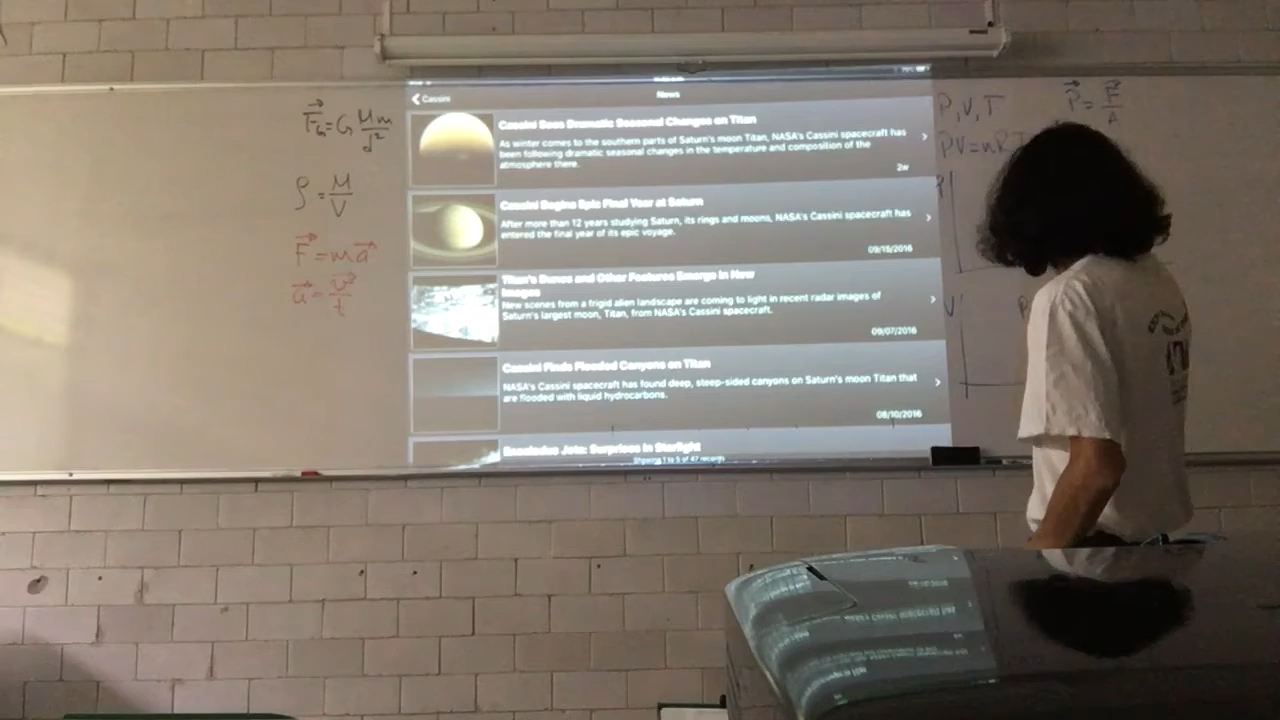 F⃗G=G Mm/d²
ρ=M/V
F⃗=ma⃗
a⃗=v⃗/t
Cassini
News
Cassini Sees Dramatic Seasonal Changes on Titan
As winter comes to the southern parts of Saturn's moon Titan, NASA's Cassini spacecraft has
been following dramatic seasonal changes in the temperature and composition of the
atmosphere there.
2w
Cassini Begins Epic Final Year at Saturn
After more than 12 years studying Saturn, its rings and moons, NASA's Cassini spacecraft has
entered the final year of its epic voyage.
09/15/2016
Titan's Dunes and Other Features Emerge in New
Images
New scenes from a frigid alien landscape are coming to light in recent radar images of
Saturn's largest moon, Titan, from NASA's Cassini spacecraft.
09/07/2016
Cassini Finds Flooded Canyons on Titan
NASA's Cassini spacecraft has found deep, steep-sided canyons on Saturn's moon Titan that
are flooded with liquid hydrocarbons.
08/10/2016
Enceladus Jets: Surprises in Starlight
Showing 1 to 5 of 47 records
P,V,T
P⃗=F⃗/A
PV=nR
P
V
P